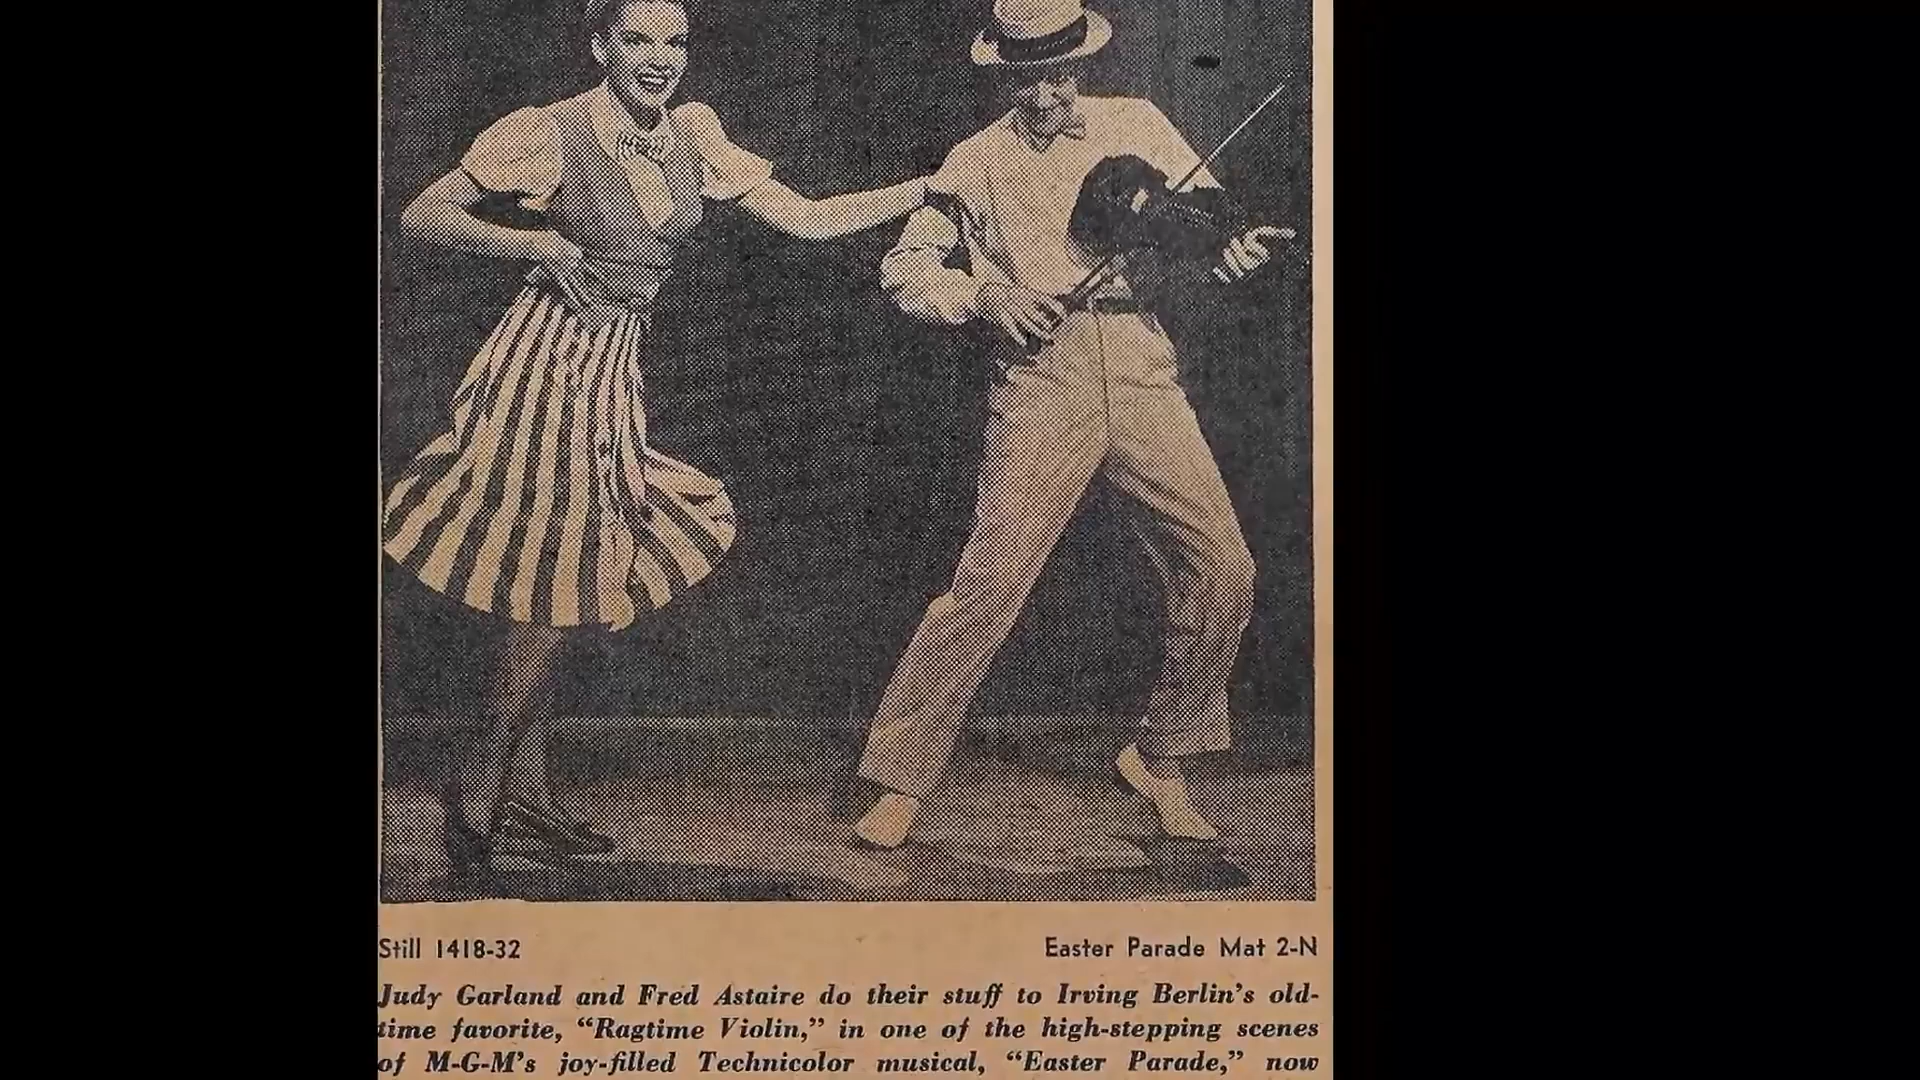 Still 1418-32
Easter Parade Mat 2-N
Judy Garland and Fred Astaire do their stuff to Irving Berlin's old-
time favorite, “Ragtime Violin,” in one of the high-stepping scenes
of M-G-M's joy-filled Technicolor musical, “Easter Parade,” now